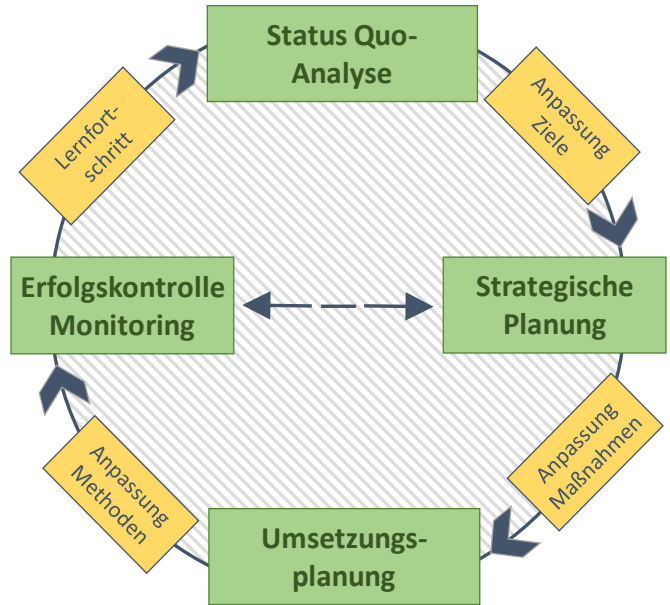 Status Quo-
Analyse
Anpassung
Ziele
Strategische
Planung
Anpassung
Maßnahmen
Umsetzungs-
planung
Anpassung
Methoden
Erfolgskontrolle
Monitoring
Lernfort-
schritt